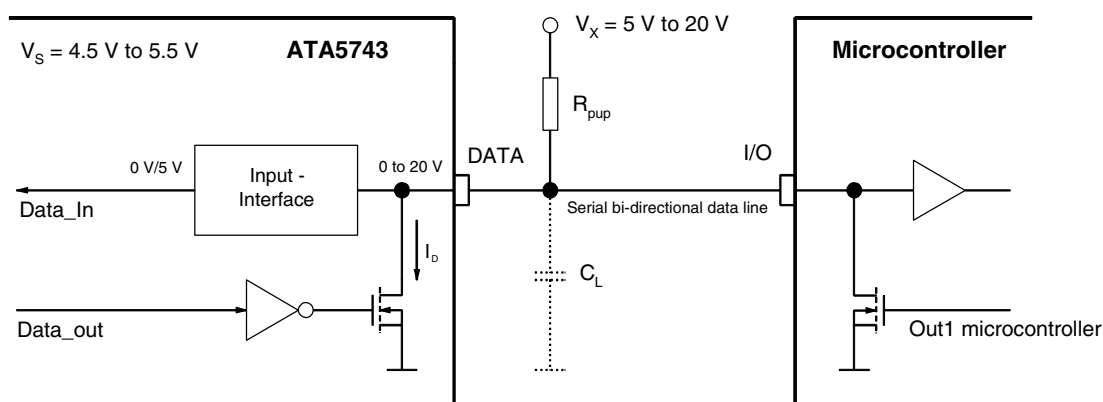 V_S = 4.5 V to 5.5 V
ATA5743
V_X = 5 V to 20 V
Microcontroller
R_pup
0 V/5 V
Input -
Interface
0 to 20 V
DATA
I/O
Data_In
Serial bi-directional data line
I_D
C_L
Data_out
Out1 microcontroller